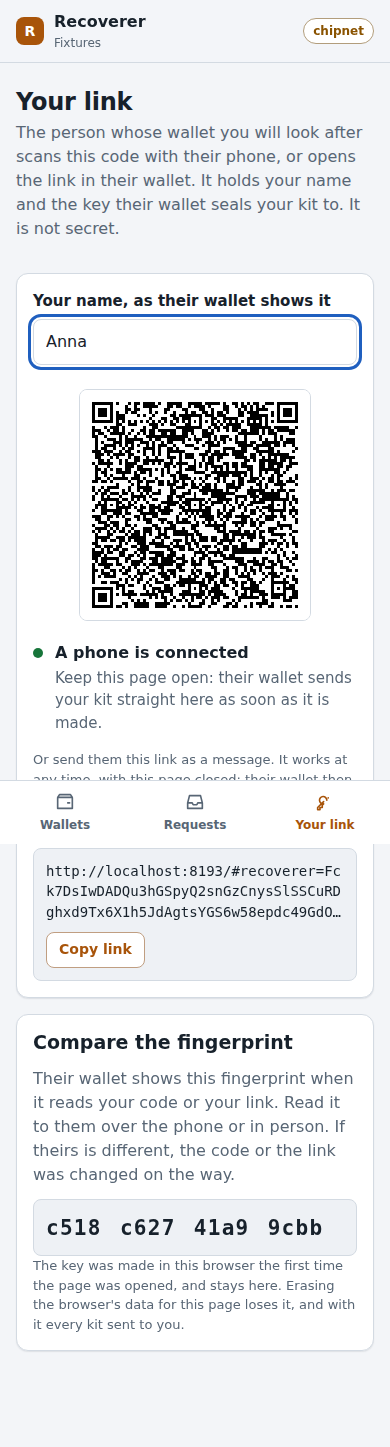 R
Recoverer
Fixtures
chipnet
Your link
The person whose wallet you will look after
scans this code with their phone, or opens
the link in their wallet. It holds your name
and the key their wallet seals your kit to. It
is not secret.
Your name, as their wallet shows it
Anna
A phone is connected
Keep this page open: their wallet sends
your kit straight here as soon as it is
made.
Or send them this link as a message. It works at
any time, with this page closed: their wallet then
Wallets
Requests
Your link
http://localhost:8193/#recoverer=Fc
k7DsIwDADQu3hGSpyQ2snGzCnysSlSSCuRD
ghxd9Tx6X1h5JdAgtsYGS6w58epdc49GdO…
Copy link
Compare the fingerprint
Their wallet shows this fingerprint when
it reads your code or your link. Read it
to them over the phone or in person. If
theirs is different, the code or the link
was changed on the way.
c518 c627 41a9 9cbb
The key was made in this browser the first time
the page was opened, and stays here. Erasing
the browser's data for this page loses it, and with
it every kit sent to you.